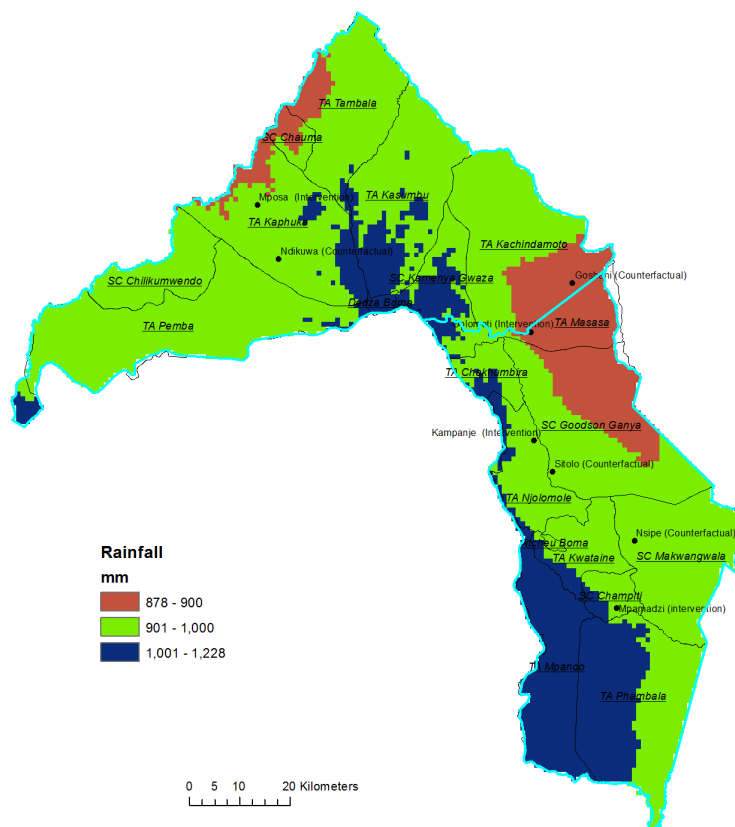 TA Tambala
SC Chauma
Mposa (Intervention)
TA Kasumbu
TA Kaphuka
TA Kachindamoto
Ndikuwa (Counterfactual)
SC Kamenya Gwaza
Gosheni (Counterfactual)
SC Chilikumwendo
Dedza Boma
TA Pemba
(Intervention)
TA Masasa
TA Chakhumbira
SC Goodson Ganya
Kampanje (Intervention)
Sitolo (Counterfactual)
TA Njolomole
Nsipe (Counterfactual)
Boma
TA Kwataine
SC Makwangwala
Rainfall
mm
878 - 900
901 - 1,000
1,001 - 1,228
SC Champiti
Mpamadzi (intervention)
TA Mpando
TA Phambala
0 5 10 20 Kilometers